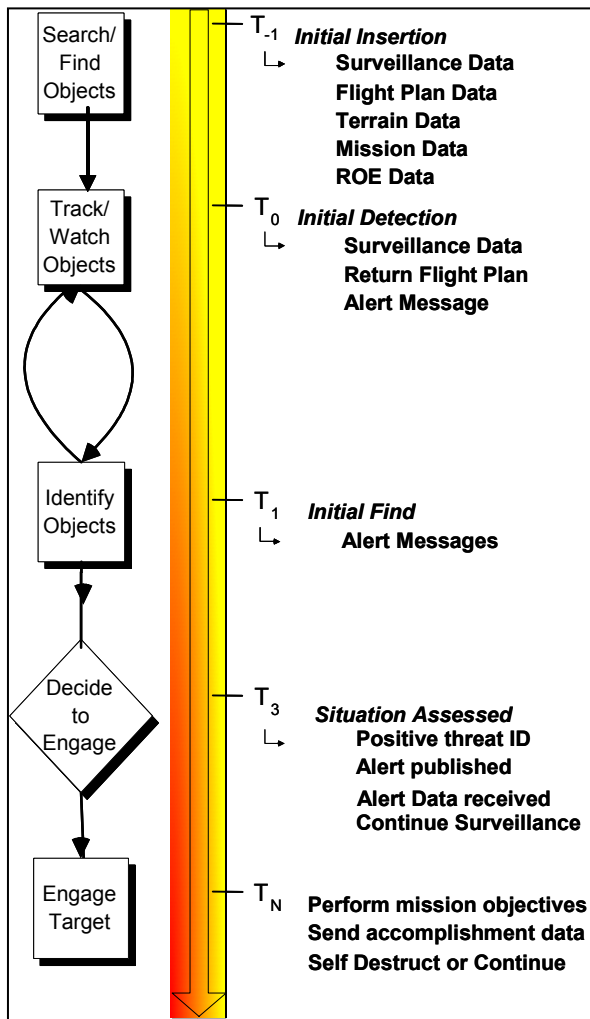 Search/
Find
Objects
Track/
Watch
Objects
Identify
Objects
Decide
to
Engage
Engage
Target
T-1 Initial Insertion
Surveillance Data
Flight Plan Data
Terrain Data
Mission Data
ROE Data
T0 Initial Detection
Surveillance Data
Return Flight Plan
Alert Message
T1 Initial Find
Alert Messages
T3 Situation Assessed
Positive threat ID
Alert published
Alert Data received
Continue Surveillance
TN Perform mission objectives
Send accomplishment data
Self Destruct or Continue